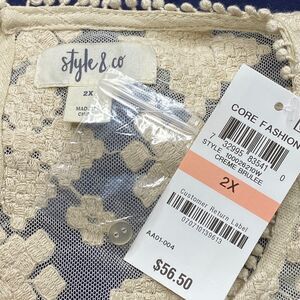 style & co
2X
MADE IN
CORE FASHION
7 32995 83541 0
STYLE 100026210W
CREME BRULEE
2X
Customer Return Label
AA01.004
$56.50